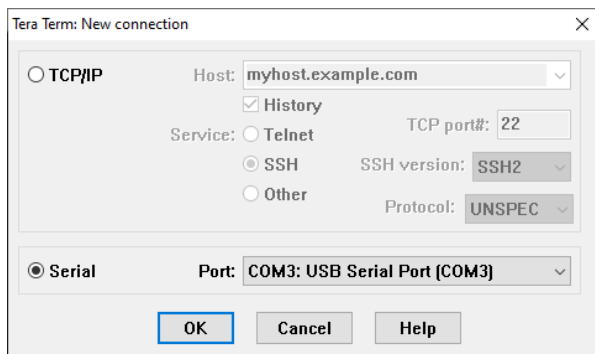 Tera Term: New connection
TCP/IP Host: myhost.example.com
History
Service: Telnet TCP port#: 22
SSH SSH version: SSH2
Other Protocol: UNSPEC
Serial Port: COM3: USB Serial Port (COM3)
OK Cancel Help